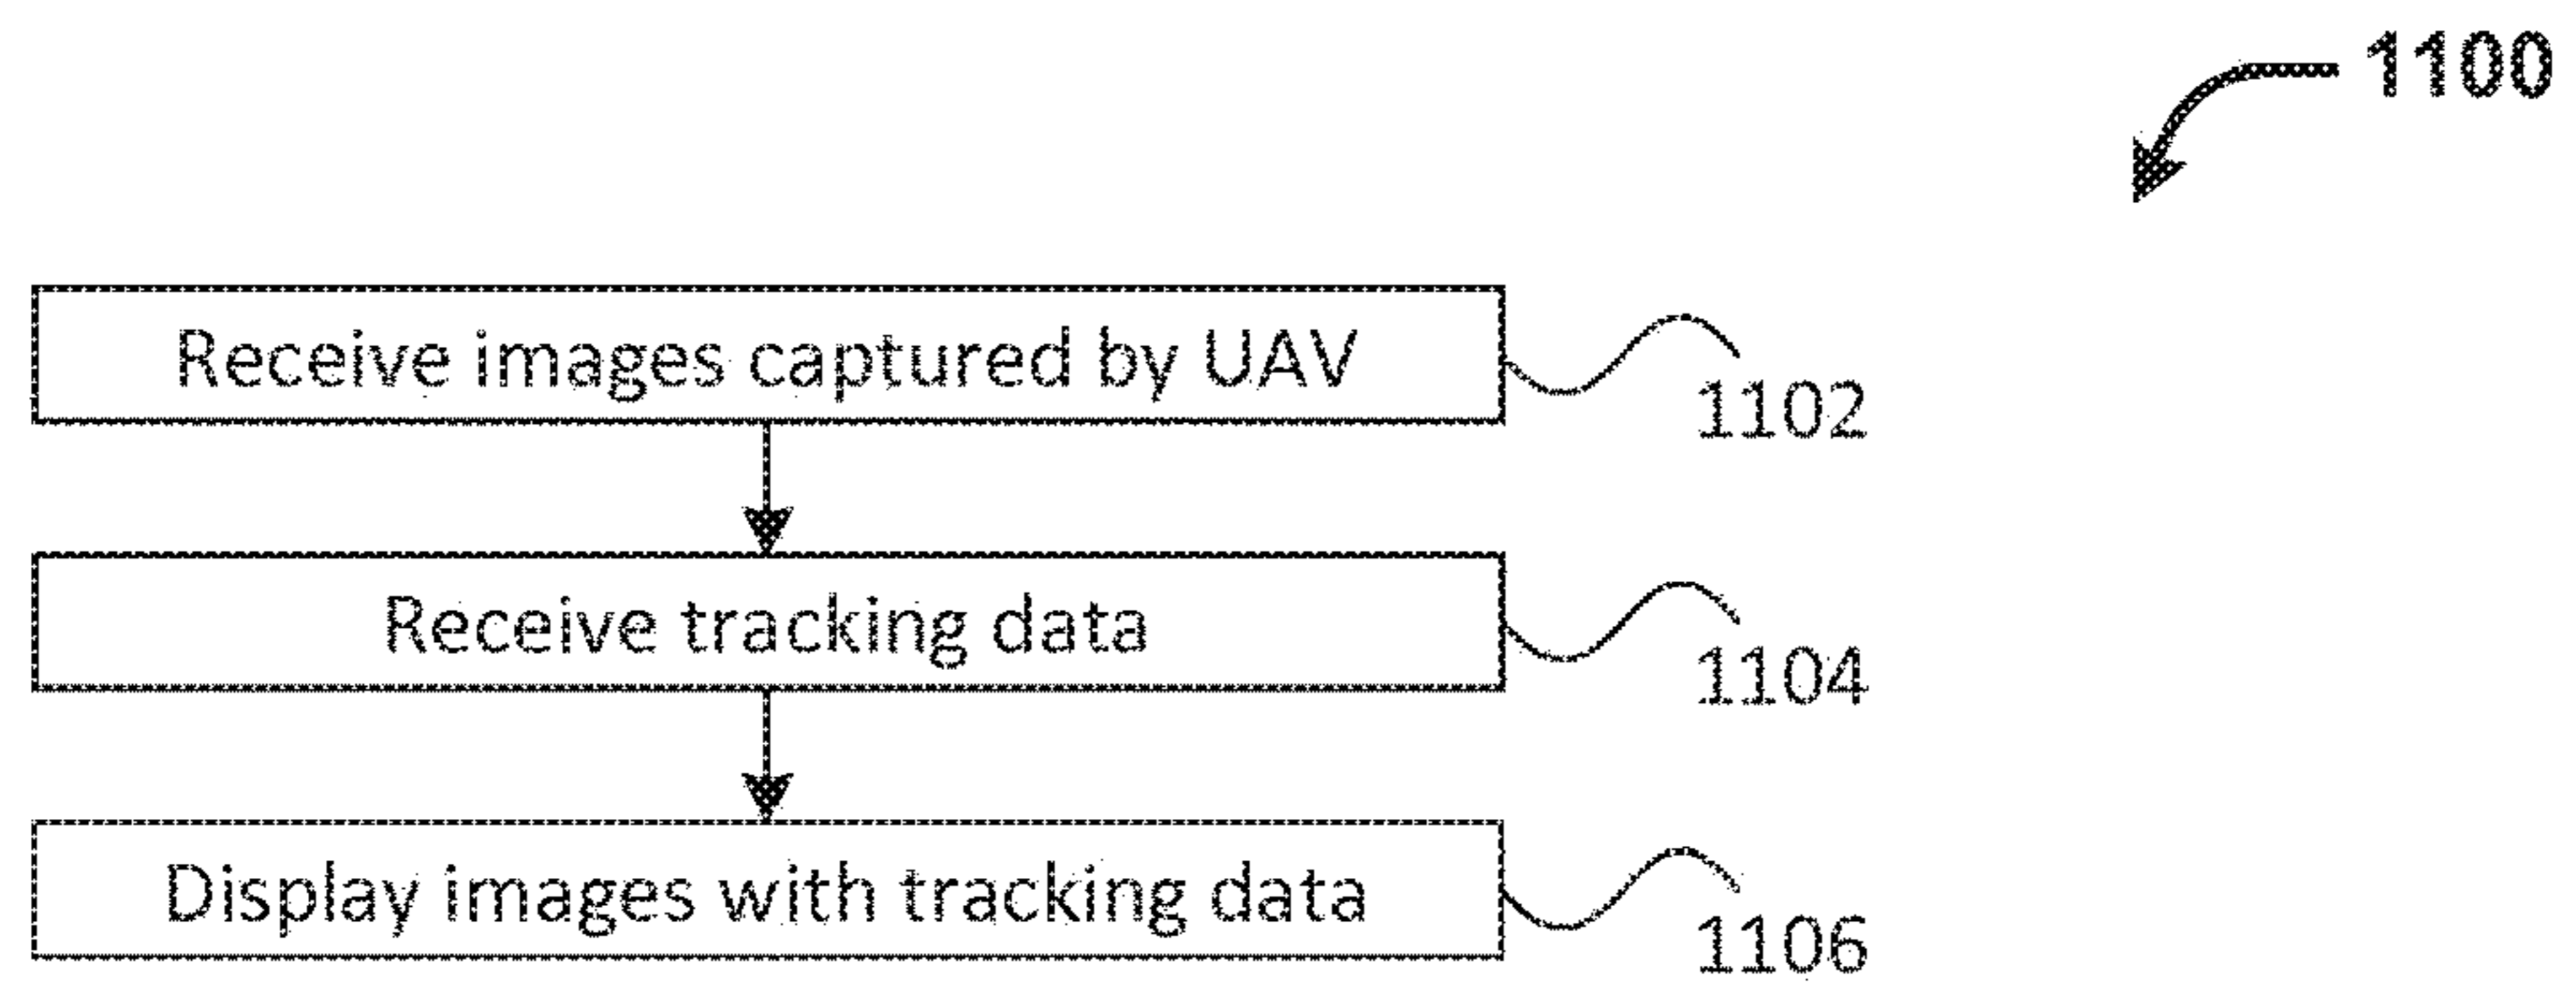 1100
Receive images captured by UAV
1102
Receive tracking data
1104
Display images with tracking data
1106